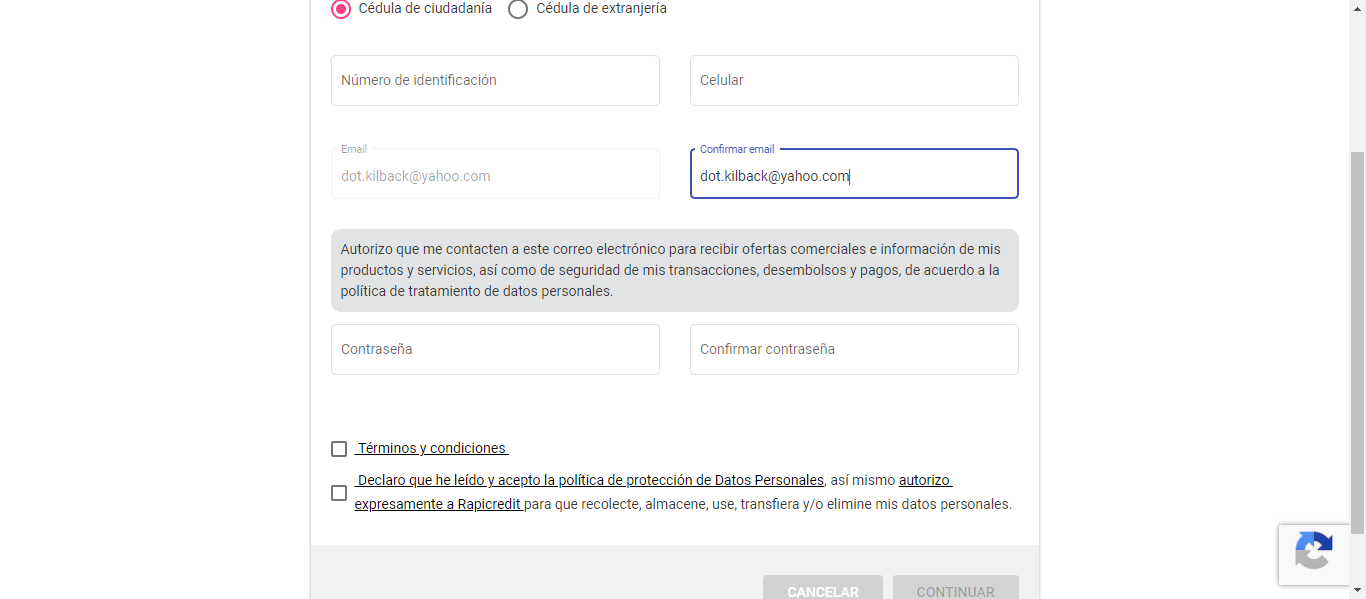 Cédula de ciudadanía Cédula de extranjería
Número de identificación Celular
Email Confirmar email
dot.kilback@yahoo.com dot.kilback@yahoo.com
Autorizo que me contacten a este correo electrónico para recibir ofertas comerciales e información de mis
productos y servicios, así como de seguridad de mis transacciones, desembolsos y pagos, de acuerdo a la
política de tratamiento de datos personales.
Contraseña Confirmar contraseña
Términos y condiciones
Declaro que he leído y acepto la política de protección de Datos Personales, así mismo autorizo
expresamente a Rapicredit para que recolecte, almacene, use, transfiera y/o elimine mis datos personales.
CANCELAR CONTINUAR